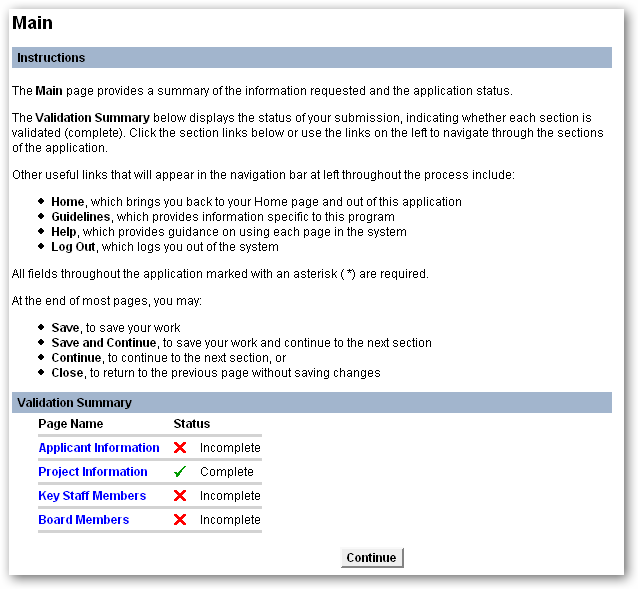 Main
Instructions
The Main page provides a summary of the information requested and the application status.
The Validation Summary below displays the status of your submission, indicating whether each section is
validated (complete). Click the section links below or use the links on the left to navigate through the sections
of the application.
Other useful links that will appear in the navigation bar at left throughout the process include:
Home, which brings you back to your Home page and out of this application
Guidelines, which provides information specific to this program
Help, which provides guidance on using each page in the system
Log Out, which logs you out of the system
All fields throughout the application marked with an asterisk ( *) are required.
At the end of most pages, you may:
Save, to save your work
Save and Continue, to save your work and continue to the next section
Continue, to continue to the next section, or
Close, to return to the previous page without saving changes
Validation Summary
Page Name Status
Applicant Information Incomplete
Project Information Complete
Key Staff Members Incomplete
Board Members Incomplete
Continue